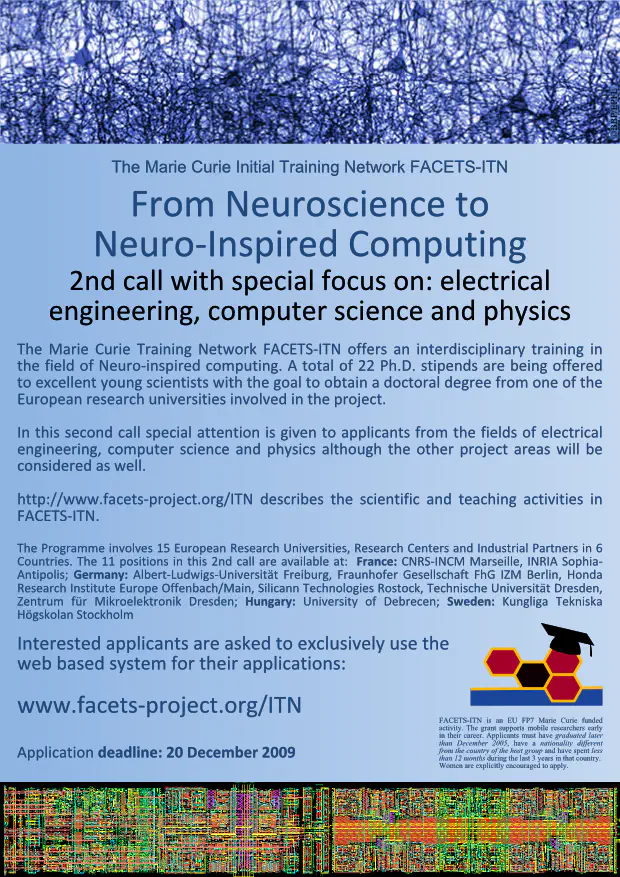 The Marie Curie Initial Training Network FACETS-ITN
From Neuroscience to
Neuro-Inspired Computing
2nd call with special focus on: electrical
engineering, computer science and physics
The Marie Curie Training Network FACETS-ITN offers an interdisciplinary training in
the field of Neuro-inspired computing. A total of 22 Ph.D. stipends are being offered
to excellent young scientists with the goal to obtain a doctoral degree from one of the
European research universities involved in the project.
In this second call special attention is given to applicants from the fields of electrical
engineering, computer science and physics although the other project areas will be
considered as well.
http://www.facets-project.org/ITN describes the scientific and teaching activities in
FACETS-ITN.
The Programme involves 15 European Research Universities, Research Centers and Industrial Partners in 6
Countries. The 11 positions in this 2nd call are available at: France: CNRS-INCM Marseille, INRIA Sophia-
Antipolis; Germany: Albert-Ludwigs-Universität Freiburg, Fraunhofer Gesellschaft FhG IZM Berlin, Honda
Research Institute Europe Offenbach/Main, Silicann Technologies Rostock, Technische Universität Dresden,
Zentrum für Mikroelektronik Dresden; Hungary: University of Debrecen; Sweden: Kungliga Tekniska
Högskolan Stockholm
Interested applicants are asked to exclusively use the
web based system for their applications:
www.facets-project.org/ITN
Application deadline: 20 December 2009
FACETS-ITN is an EU FP7 Marie Curie funded
activity. The grant supports mobile researchers early
in their career. Applicants must have graduated later
than December 2005, have a nationality different
from the country of the host group and have spent less
than 12 months during the last 3 years in that country.
Women are explicitly encouraged to apply.